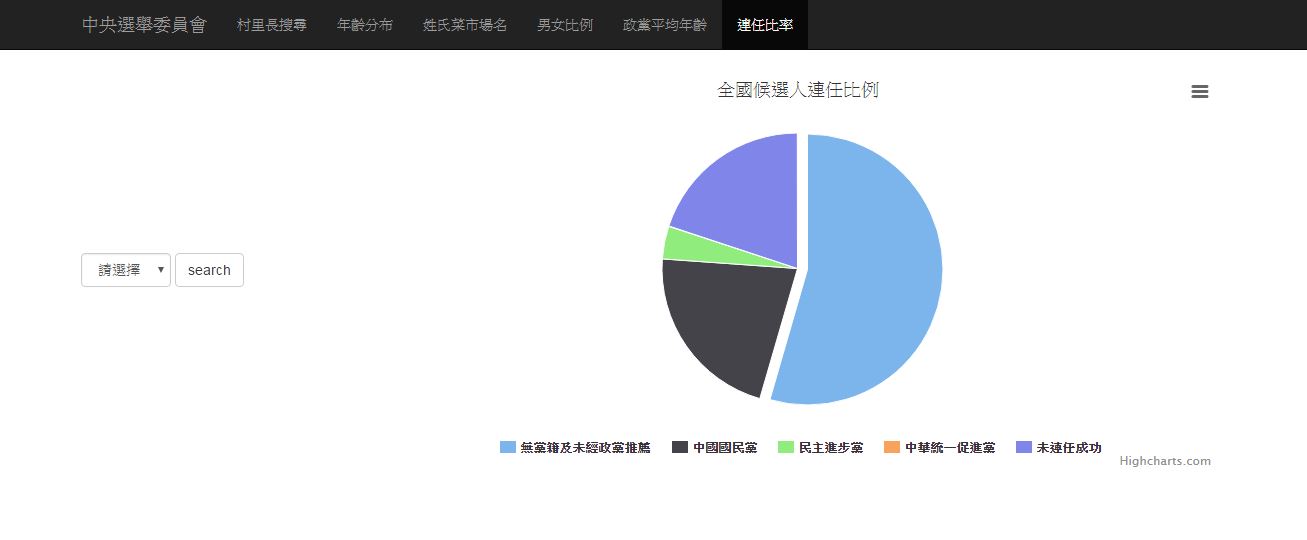 中央選舉委員會 村里長搜尋 年齡分布 姓氏菜市場名 男女比例 政黨平均年齡 連任比率
全國候選人連任比例
請選擇 search
無黨籍及未經政黨推薦 中國國民黨 民主進步黨 中華統一促進黨 未連任成功
Highcharts.com